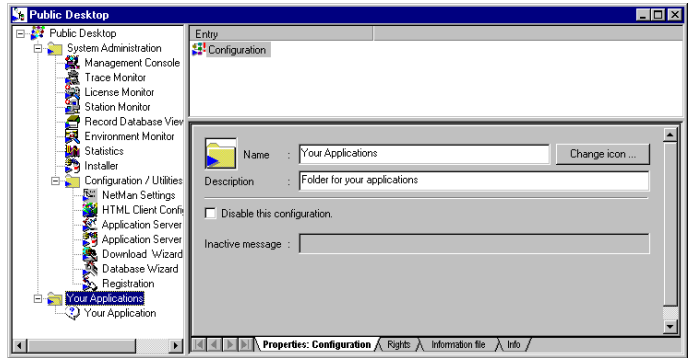 Public Desktop
Public Desktop
System Administration
Management Console
Trace Monitor
License Monitor
Station Monitor
Record Database View
Environment Monitor
Statistics
Installer
Configuration / Utilities
NetMan Settings
HTML Client Config
Application Server
Application Server
Download Wizard
Database Wizard
Registration
Your Applications
Your Application
Entry
Configuration
Name : Your Applications
Change icon ...
Description : Folder for your applications
Disable this configuration.
Inactive message :
Properties: Configuration Rights Information file Info